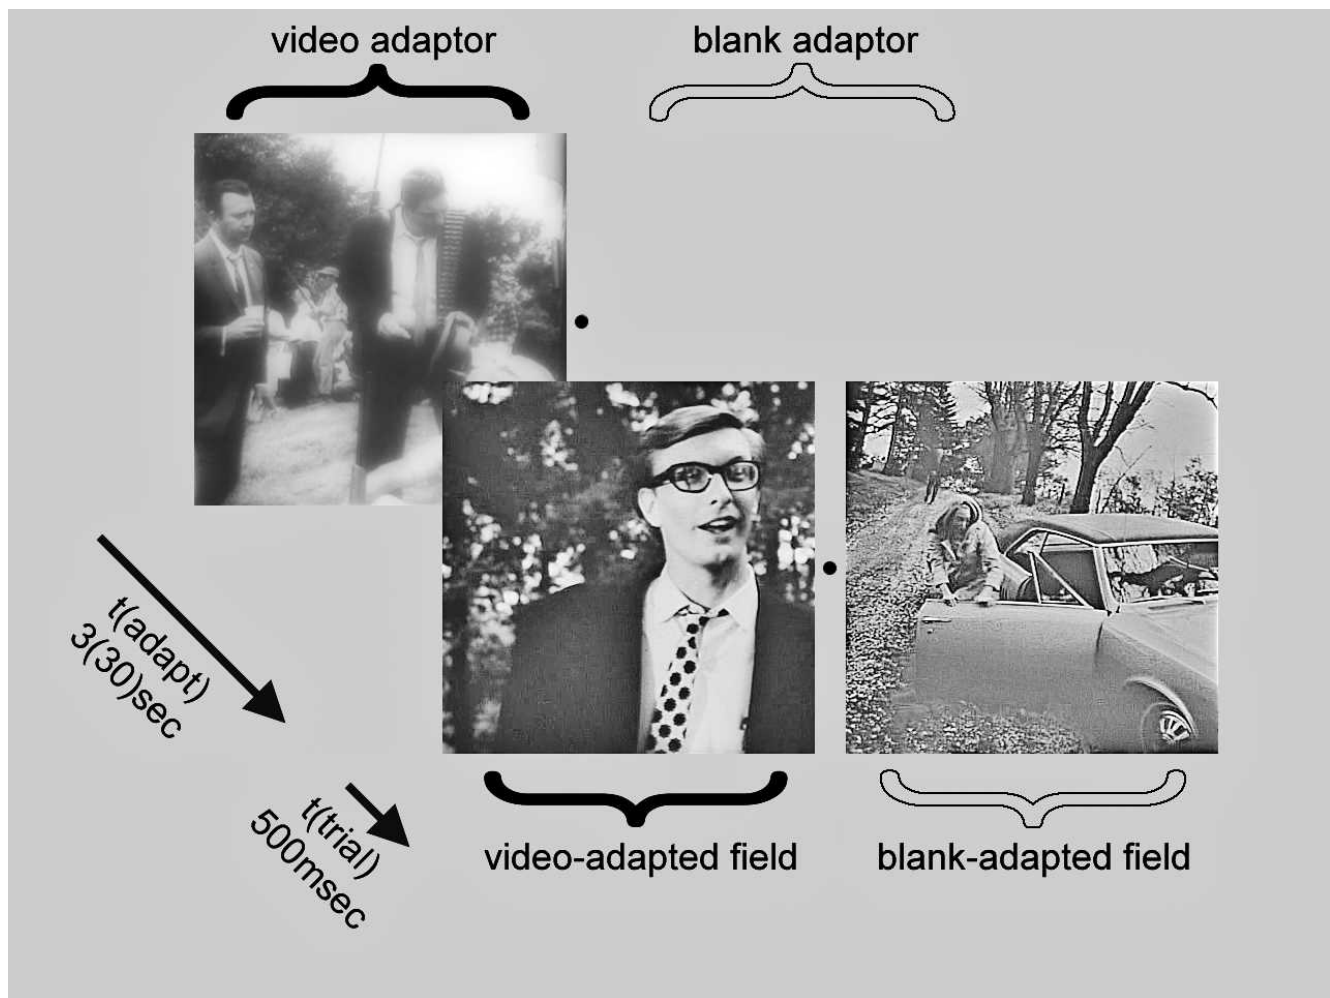 video adaptor
blank adaptor
t(adapt)
3(30)sec
t(trial)
500msec
video-adapted field
blank-adapted field